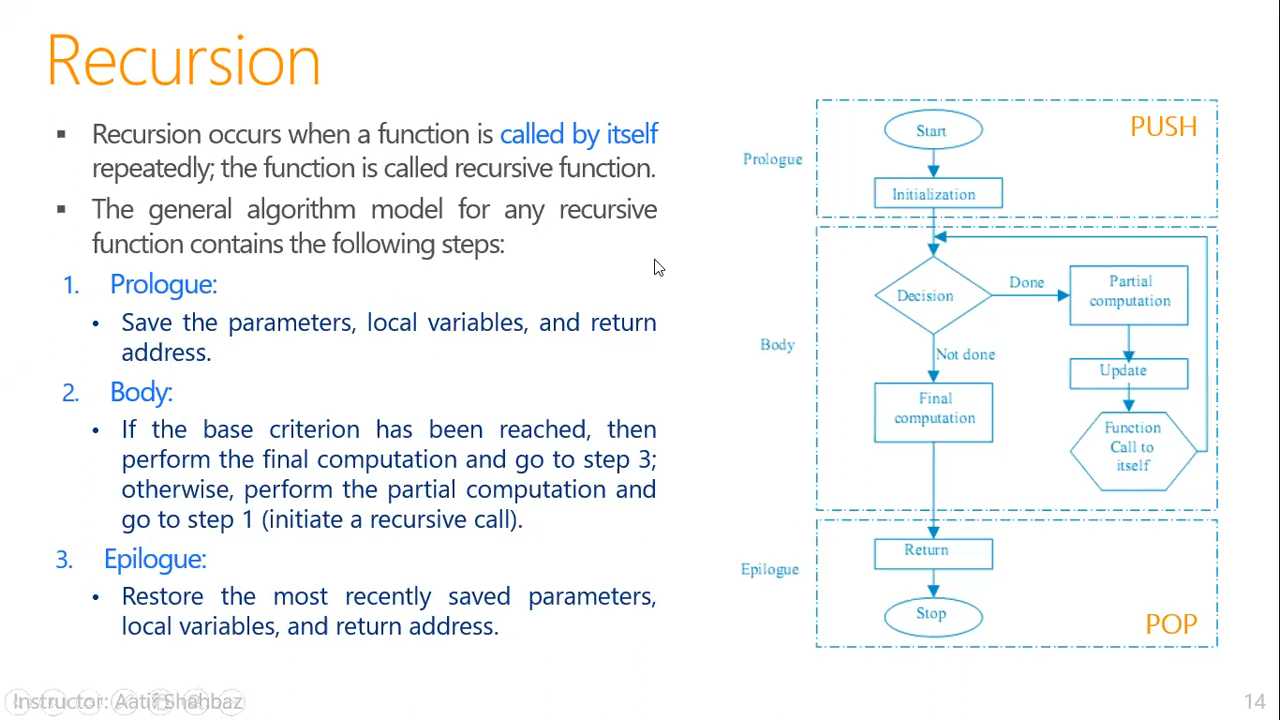 Recursion
▪ Recursion occurs when a function is called by itself
repeatedly; the function is called recursive function.
▪ The general algorithm model for any recursive
function contains the following steps:
1. Prologue:
• Save the parameters, local variables, and return
address.
2. Body:
• If the base criterion has been reached, then
perform the final computation and go to step 3;
otherwise, perform the partial computation and
go to step 1 (initiate a recursive call).
3. Epilogue:
• Restore the most recently saved parameters,
local variables, and return address.
PUSH
Prologue
Start
Initialization
Body
Decision
Done
Partial
computation
Not done
Update
Final
computation
Function
Call to
itself
Epilogue
Return
Stop
POP
Instructor: Aatif Shahbaz
14